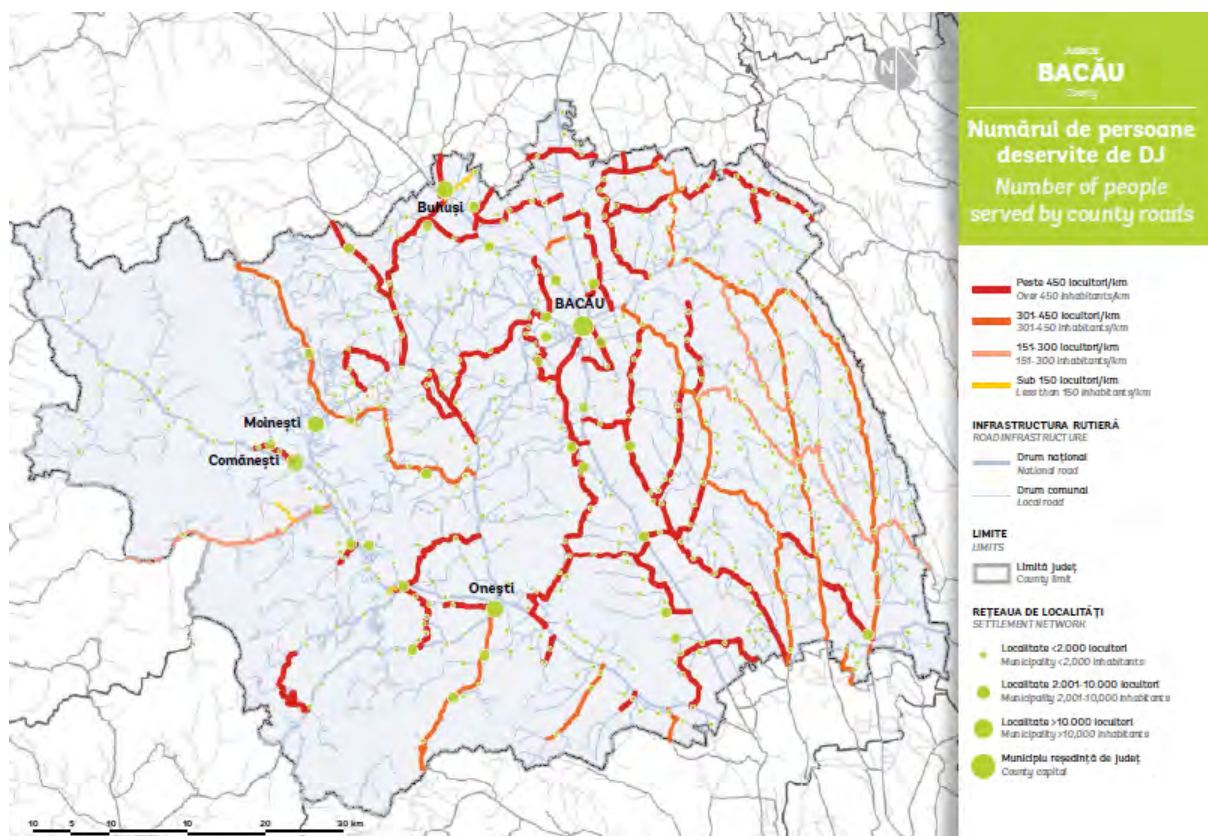 N
Județul
BACĂU
County
Numărul de persoane
deservite de DJ
Number of people
served by county roads
Buhuși
BACĂU
Moinești
Comănești
Onești
Peste 450 locuitori/km
Over 450 inhabitants/km
301-450 locuitori/km
301-450 inhabitants/km
151-300 locuitori/km
151-300 inhabitants/km
Sub 150 locuitori/km
Less than 150 inhabitants/km
INFRASTRUCTURA RUTIERĂ
ROAD INFRASTRUCTURE
Drum național
National road
Drum comunal
Local road
LIMITE
LIMITS
Limită județ
County limit
REȚEAUA DE LOCALITĂȚI
SETTLEMENT NETWORK
Localitate <2.000 locuitori
Municipality <2,000 inhabitants
Localitate 2.001-10.000 locuitori
Municipality 2,001-10,000 inhabitants
Localitate >10.000 locuitori
Municipality >10,000 inhabitants
Municipiu reședință de județ
County capital
10 5 10 10 20 30 km